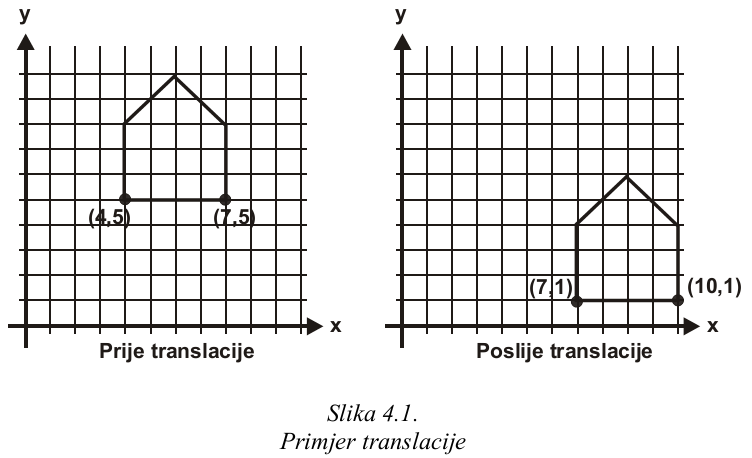 y
y
(4,5)
(7,5)
(7,1)
(10,1)
x
x
Prije translacije
Poslije translacije
Slika 4.1.
Primjer translacije